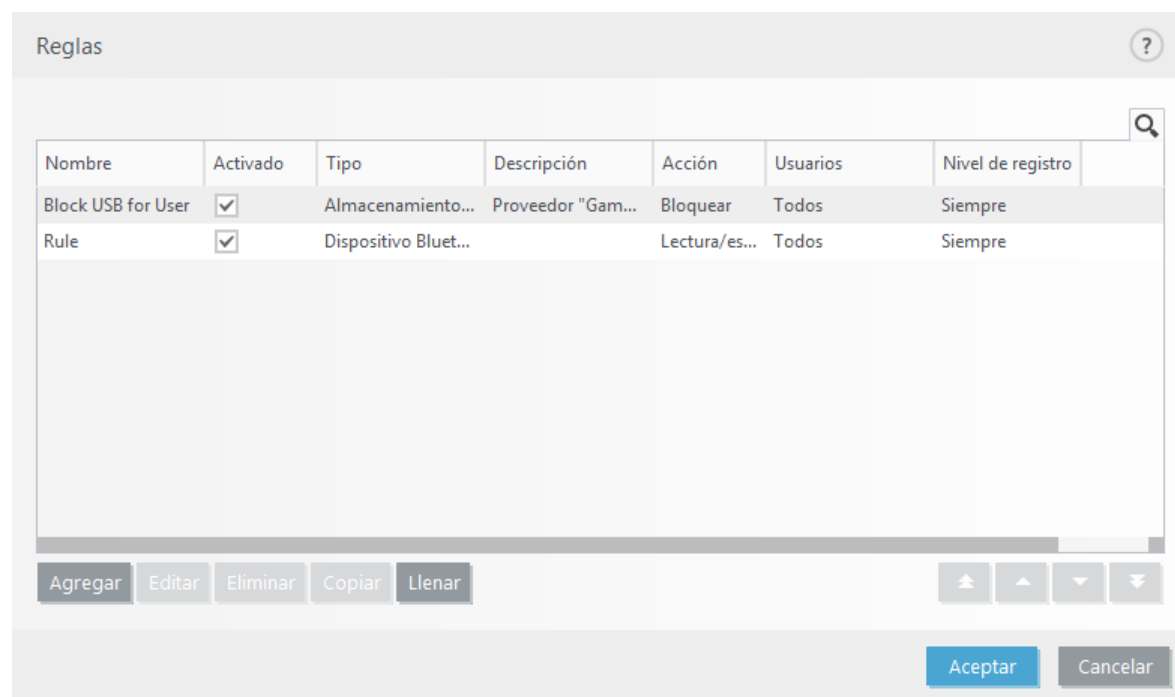 Reglas ?
Nombre Activado Tipo Descripción Acción Usuarios Nivel de registro
Block USB for User Almacenamiento... Proveedor "Gam... Bloquear Todos Siempre
Rule Dispositivo Bluet... Lectura/es... Todos Siempre
Agregar Editar Eliminar Copiar Llenar
Aceptar Cancelar